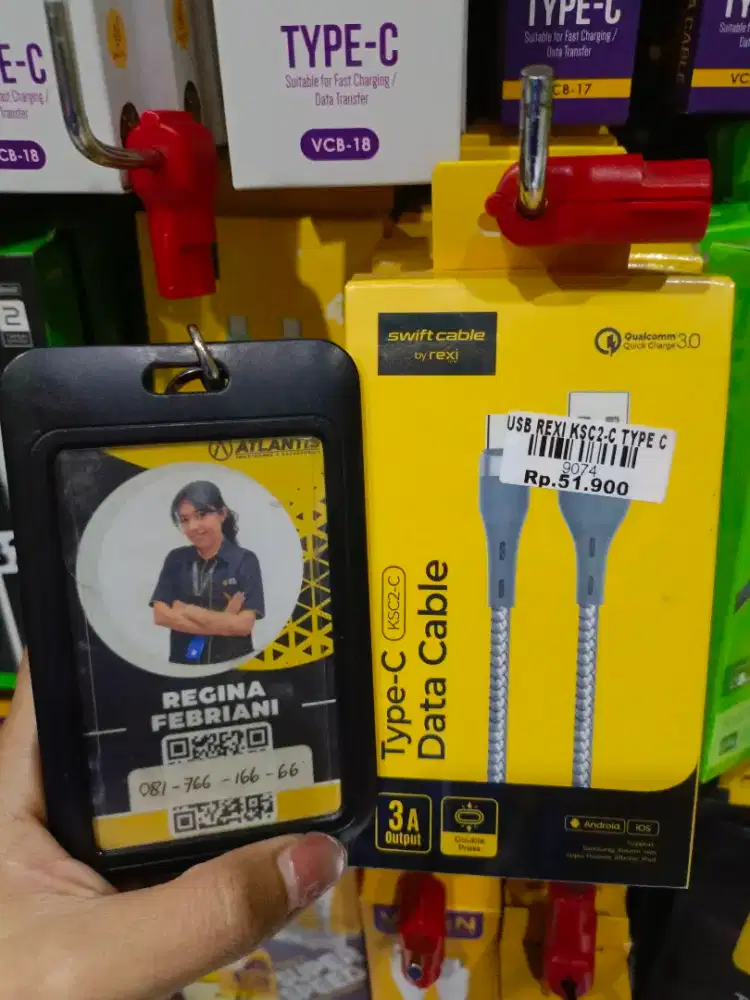 TYPE-C
Suitable for Fast Charging /
Data Transfer
VCB-18
E-C
CB-18
TYPE-C
Suitable for Fast Charging /
Data Transfer
CB-17
swift cable
by rexi
Qualcomm
Quick Charge 3.0
USB REXI KSC2-C TYPE C
9074
Rp.51.900
Type-C KSC2-C
Data Cable
3A
Output
Double
Press
Android iOS
Support
ATLANTIS
REGINA
FEBRIANI
081-766-166-66
2